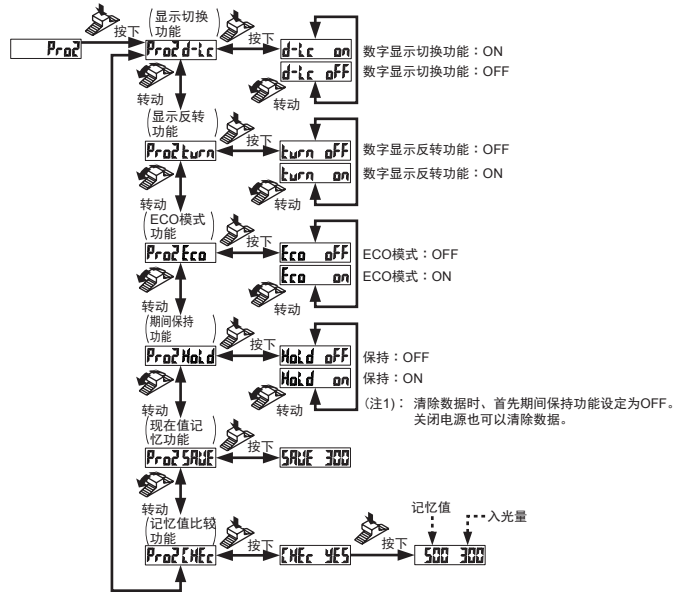 (显示切换
功能)
按下
Pro2
Pro2 d-ic
按下
d-ic on
数字显示切换功能：ON
d-ic oFF
数字显示切换功能：OFF
转动
转动
(显示反转
功能)
Pro2 turn
按下
turn oFF
数字显示反转功能：OFF
turn on
数字显示反转功能：ON
转动
转动
(ECO模式
功能)
Pro2 Eco
按下
Eco oFF
ECO模式：OFF
Eco on
ECO模式：ON
转动
转动
(期间保持
功能)
Pro2 Hold
按下
Hold oFF
保持：OFF
Hold on
保持：ON
转动
转动
(注1)： 清除数据时、首先期间保持功能设定为OFF。
关闭电源也可以清除数据。
(现在值记
忆功能)
Pro2 SAVE
按下
SAVE 300
转动
(记忆值比较
功能)
Pro2 CHEc
按下
CHEc YES
按下
记忆值
入光量
500 300